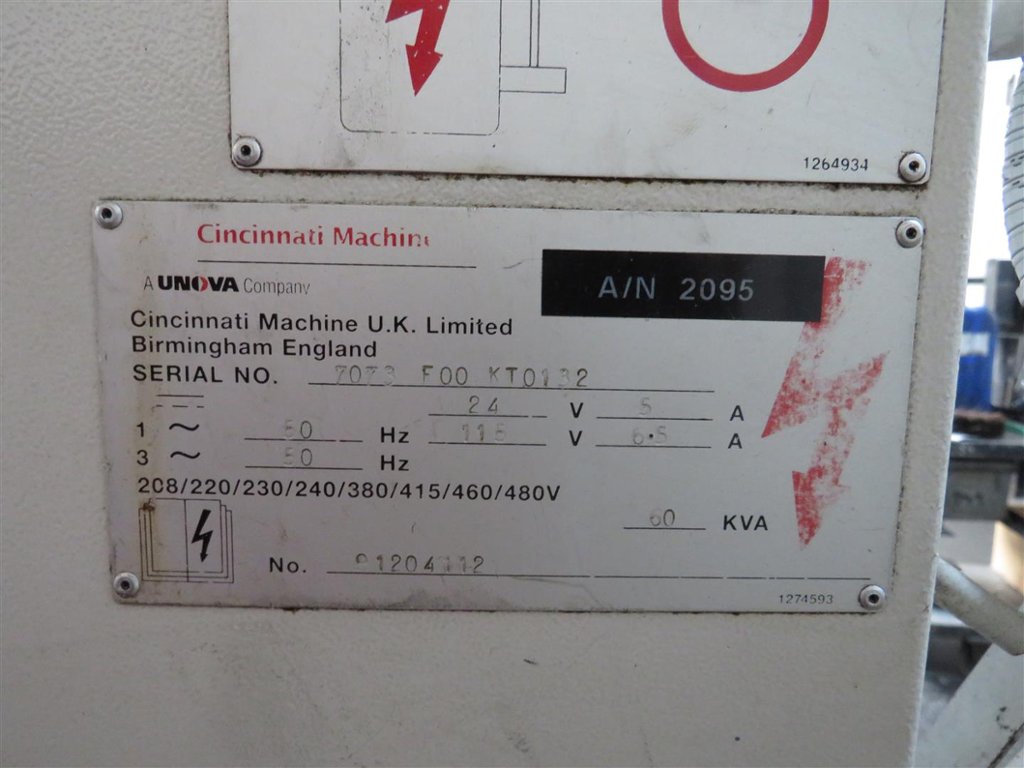 1264934
Cincinnati Machine
A/N 2095
A UNOVA Company
Cincinnati Machine U.K. Limited
Birmingham England
SERIAL NO. 7073 F00 KT0132
24 V 5 A
1 ~ 50 Hz 115 V 6.5 A
3 ~ 50 Hz
208/220/230/240/380/415/460/480V
60 KVA
No.
1274593